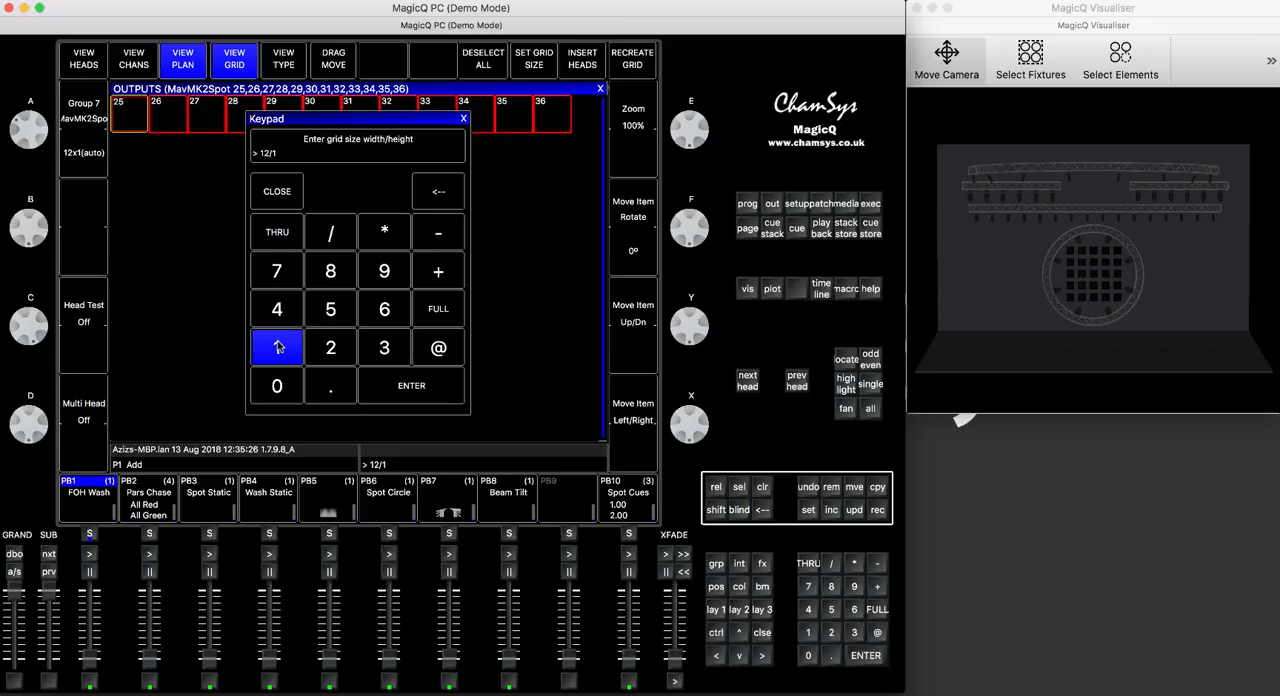 MagicQ PC (Demo Mode)
MagicQ PC (Demo Mode)
MagicQ Visualiser
MagicQ Visualiser
Move Camera
Select Fixtures
Select Elements
»
VIEW HEADS
VIEW CHANS
VIEW PLAN
VIEW GRID
VIEW TYPE
DRAG MOVE
DESELECT ALL
SET GRID SIZE
INSERT HEADS
RECREATE GRID
OUTPUTS (MavMK2Spot 25,26,27,28,29,30,31,32,33,34,35,36) X
25 26 27 28 29 30 31 32 33 34 35 36
A
Group 7
MavMK2Spo
12x1(auto)
B
C
Head Test
Off
D
Multi Head
Off
Keypad X
Enter grid size width/height
> 12/1
CLOSE <--
THRU / * -
7 8 9 +
4 5 6 FULL
1 2 3 @
0 . ENTER
Zoom
100%
Move Item
Rotate
0º
Move Item
Up/Dn
Move Item
Left/Right
E
F
Y
X
ChamSys
MagicQ
www.chamsys.co.uk
prog out setup patch media exec
page cue stack cue play back stack store cue store
vis plot time line macro help
next head
prev head
locate odd even
high light single
fan all
Azizs-MBP.lan 13 Aug 2018 12:35:26 1.7.9.8_A
P1 Add
> 12/1
PB1 (1)
FOH Wash
PB2 (4)
Pars Chase
All Red
All Green
PB3 (1)
Spot Static
PB4 (1)
Wash Static
PB5 (1)
PB6 (1)
Spot Circle
PB7 (1)
PB8 (1)
Beam Tilt
PB9
PB10 (3)
Spot Cues
1.00
2.00
rel sel clr undo rem mve cpy
shift blind <-- set inc upd rec
GRAND SUB S S S S S S S S S S XFADE
dbo nxt > > > > > > > > > > > >>
a/s prv || || || || || || || || || || || <<
>
grp int fx THRU / * -
pos col bm 7 8 9 +
lay 1 lay 2 lay 3 4 5 6 FULL
ctrl ^ clse 1 2 3 @
< v > 0 . ENTER